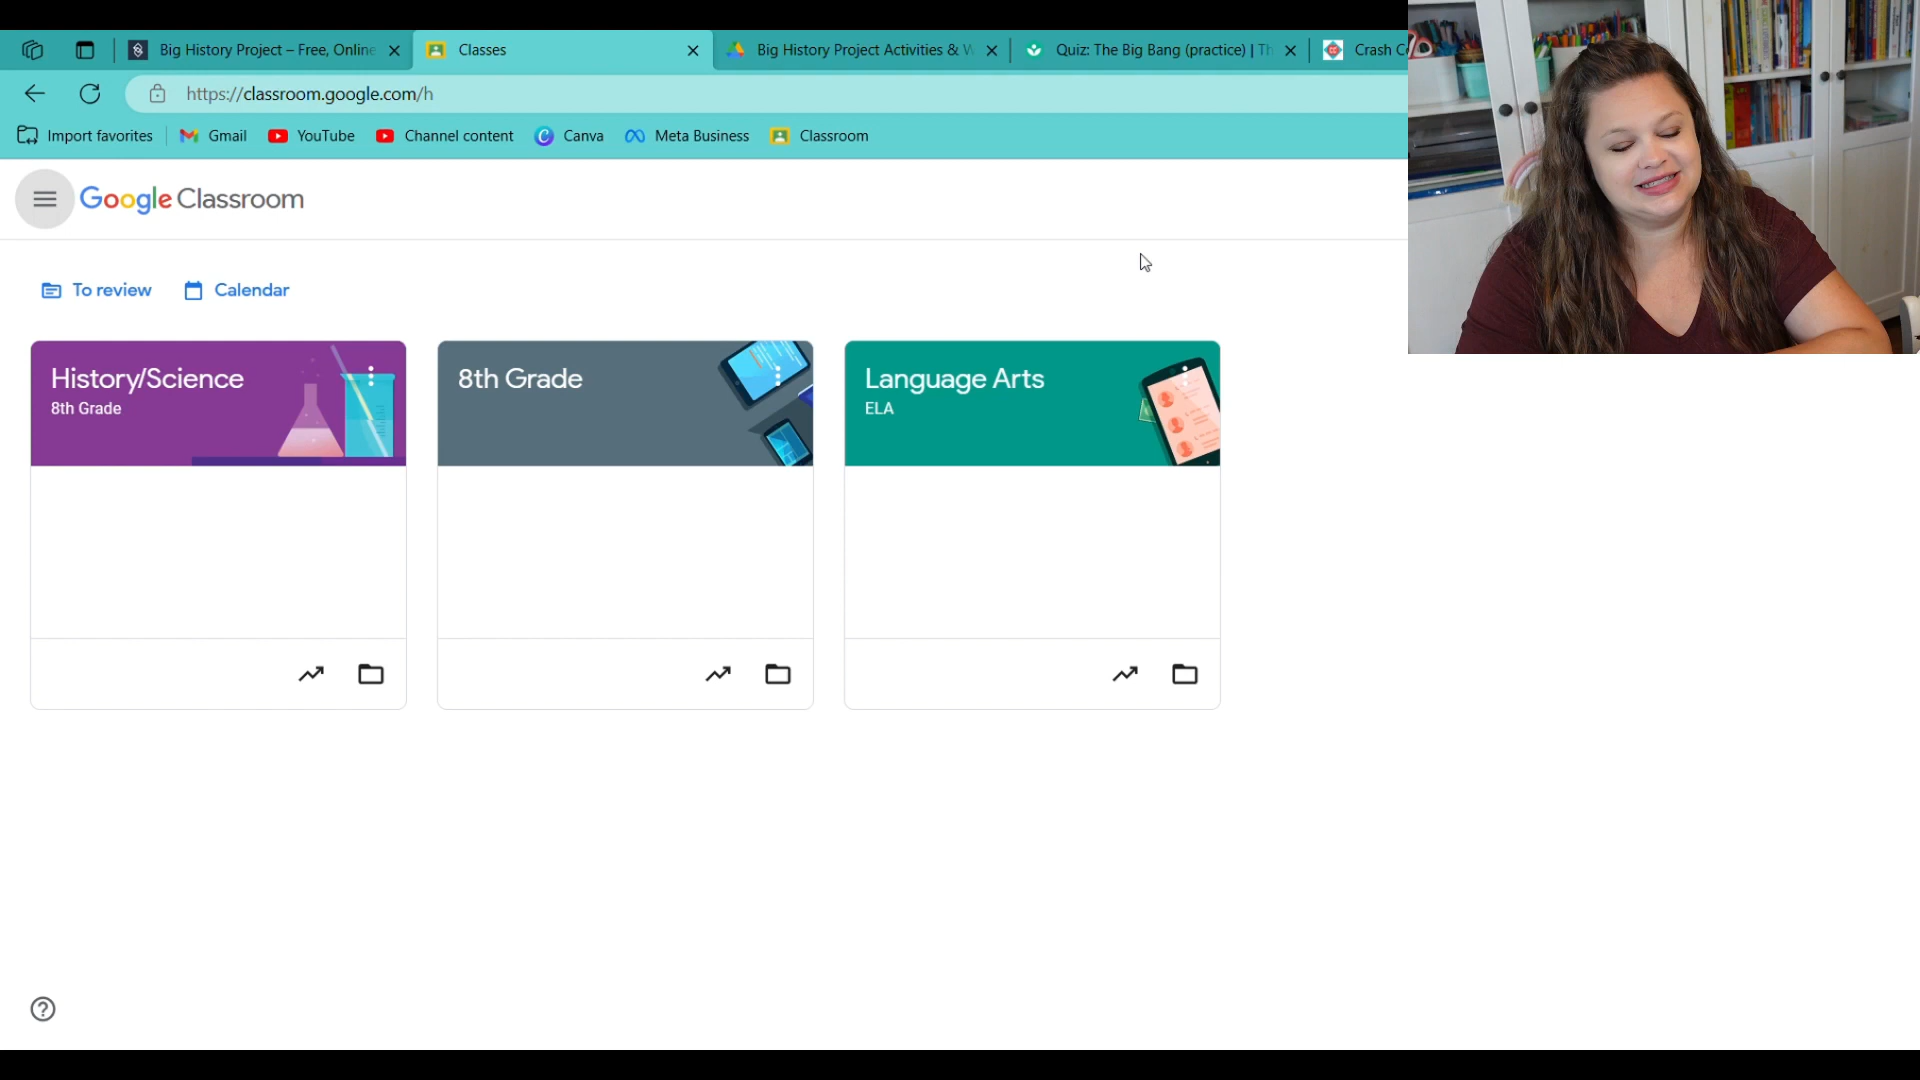 Big History Project – Free, Online
Classes
Big History Project Activities & W
Quiz: The Big Bang (practice) | Th
Crash C
https://classroom.google.com/h
Import favorites
Gmail
YouTube
Channel content
Canva
Meta Business
Classroom
Google Classroom
To review
Calendar
History/Science
8th Grade
8th Grade
Language Arts
ELA